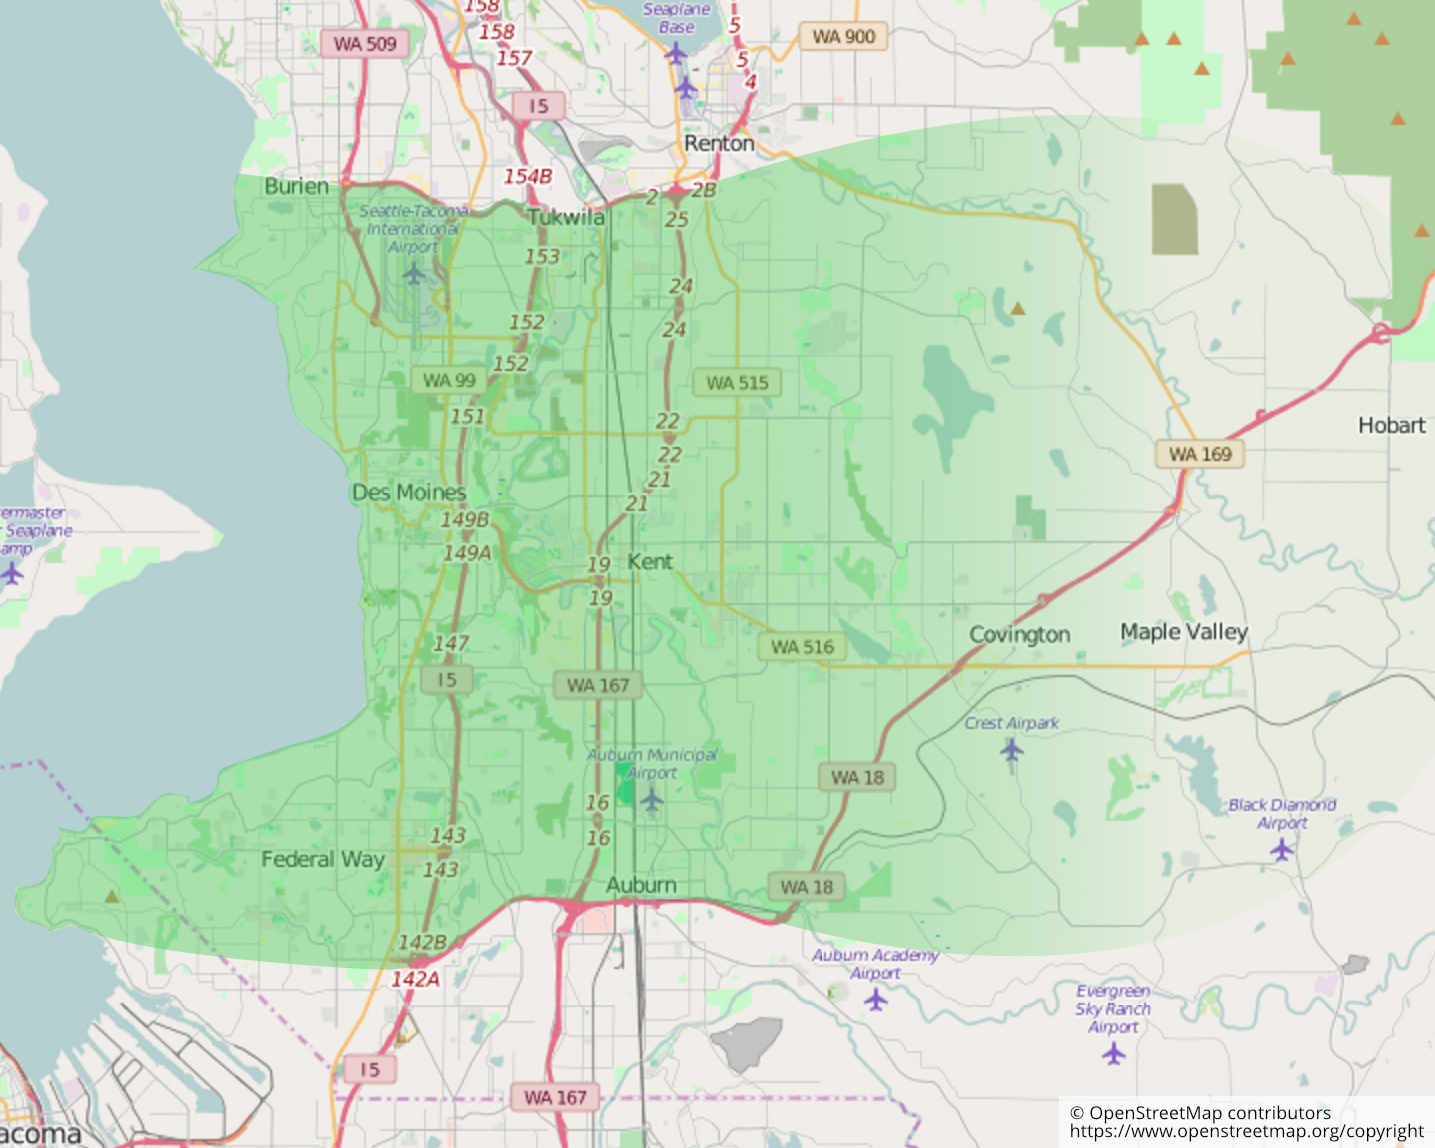 158
158
157
WA 509
Seaplane
Base
5
5
4
WA 900
I 5
Renton
154B
Burien
2
2B
Tukwila
25
Seattle-Tacoma
International
Airport
153
24
152
24
152
WA 99
WA 515
151
22
Hobart
22
WA 169
21
Des Moines
21
149B
149A
ermaster
Seaplane
amp
19
Kent
19
147
Covington
Maple Valley
WA 516
I 5
WA 167
Crest Airpark
Auburn Municipal
Airport
WA 18
16
Black Diamond
Airport
143
16
Federal Way
143
Auburn
WA 18
142B
142A
Auburn Academy
Airport
Evergreen
Sky Ranch
Airport
I 5
WA 167
acoma
© OpenStreetMap contributors
https://www.openstreetmap.org/copyright